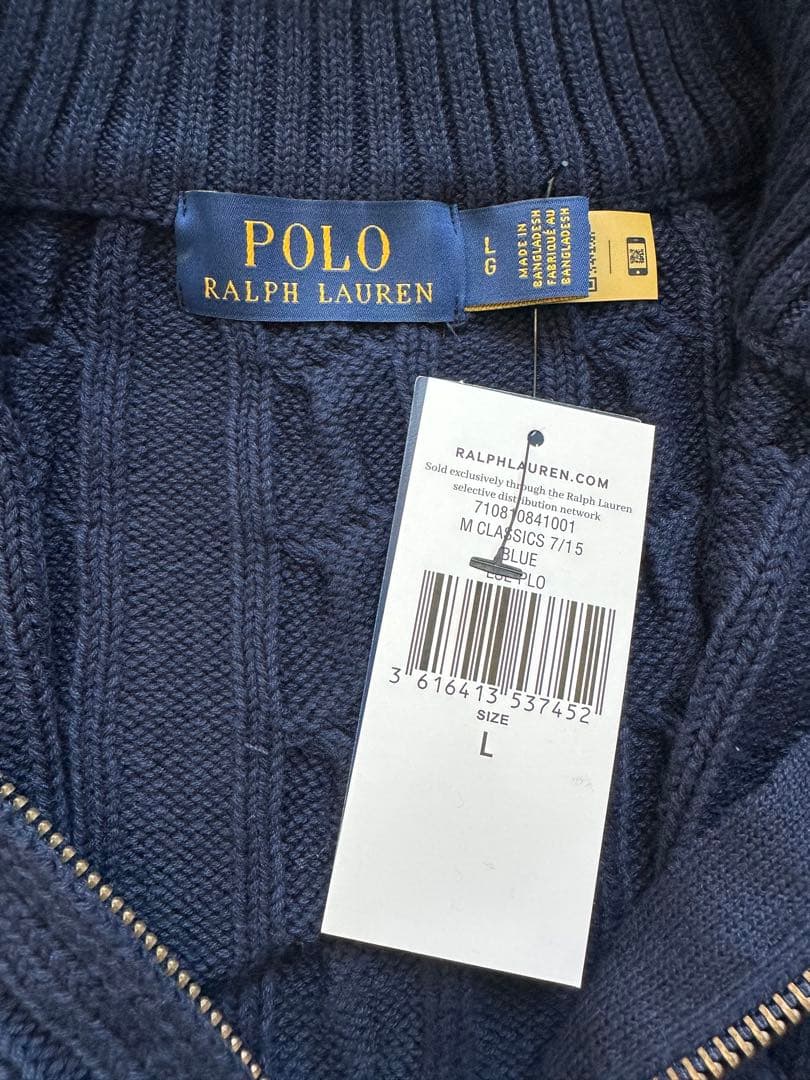 POLO
RALPH LAUREN
L
G
MADE IN
BANGLADESH
FABRIQUÉ AU
BANGLADESH
RALPHLAUREN.COM
Sold exclusively through the Ralph Lauren
selective distribution network
710810841001
M CLASSICS 7/15
BLUE
PLO
3 616413 537452
SIZE
L